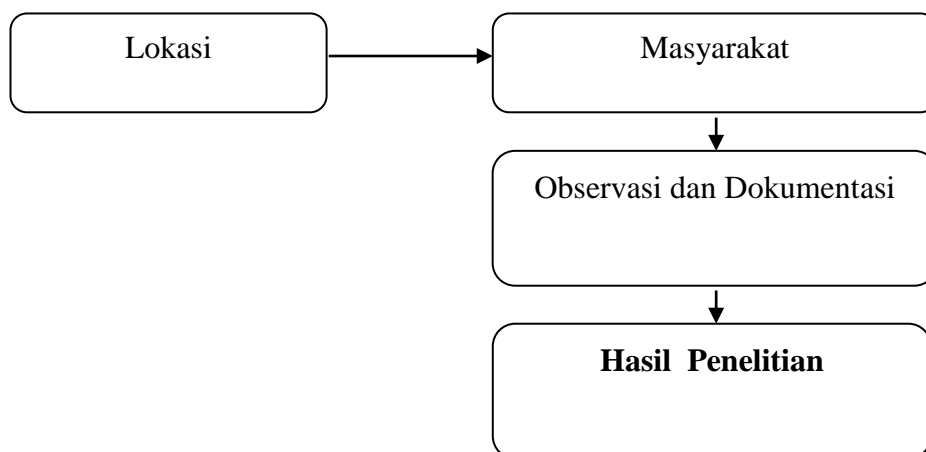 Lokasi
Masyarakat
Observasi dan Dokumentasi
Hasil  Penelitian